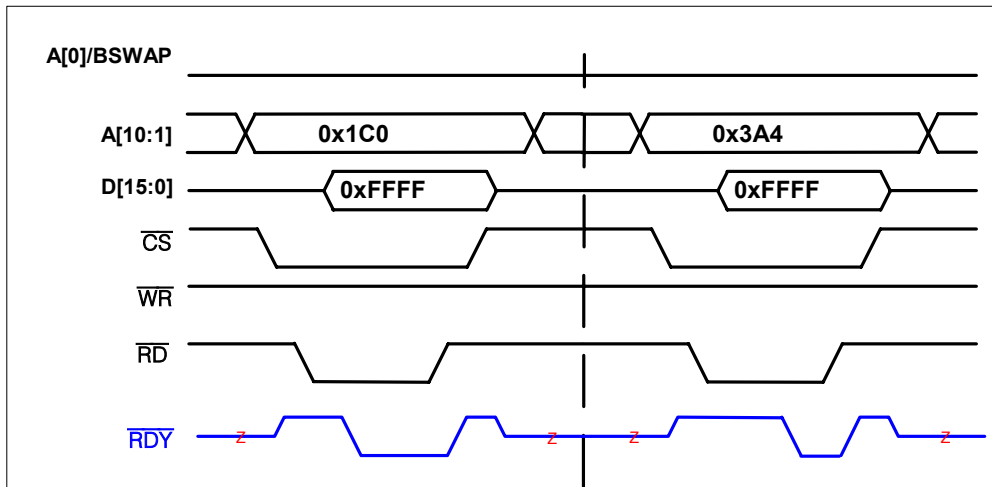 A[0]/BSWAP
A[10:1] 0x1C0 0x3A4
D[15:0] 0xFFFF 0xFFFF
CS
WR
RD
RDY Z Z Z Z